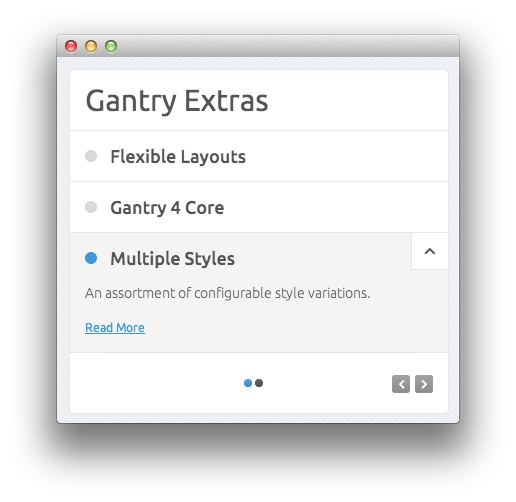 Gantry Extras
Flexible Layouts
Gantry 4 Core
Multiple Styles
An assortment of configurable style variations.
Read More